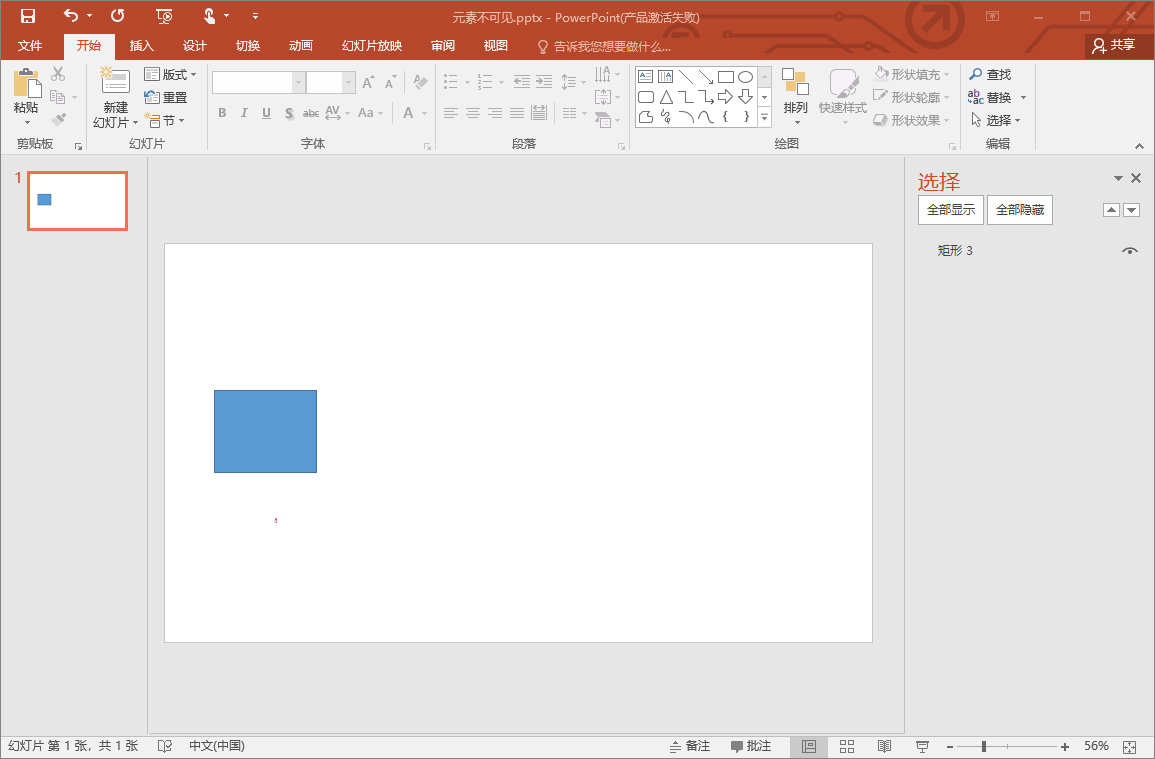 元素不可见.pptx - PowerPoint(产品激活失败)
文件 开始 插入 设计 切换 动画 幻灯片放映 审阅 视图 告诉我您想要做什么... 共享
粘贴
剪贴板
新建
幻灯片
版式
重置
节
幻灯片
B I U S abc AV Aa A
字体
段落
排列
快速样式
形状填充
形状轮廓
形状效果
绘图
查找
替换
选择
编辑
1
选择
全部显示 全部隐藏
矩形 3
幻灯片 第 1 张，共 1 张 中文(中国) 备注 批注 56%